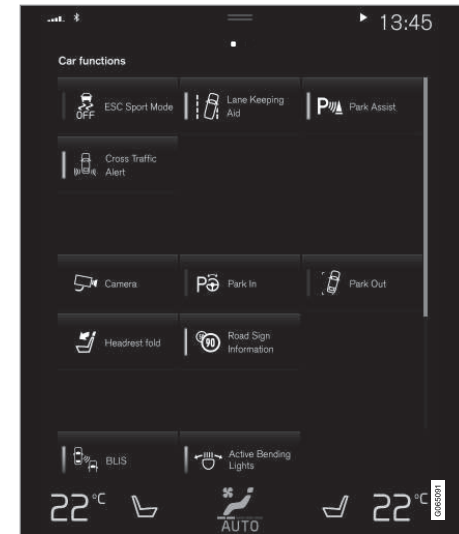 13:45
Car functions
OFF
ESC Sport Mode
Lane Keeping
Aid
P
Park Assist
Cross Traffic
Alert
Camera
P
Park In
Park Out
Headrest fold
90
Road Sign
Information
BLIS
Active Bending
Lights
22°C
AUTO
22°C
G065091